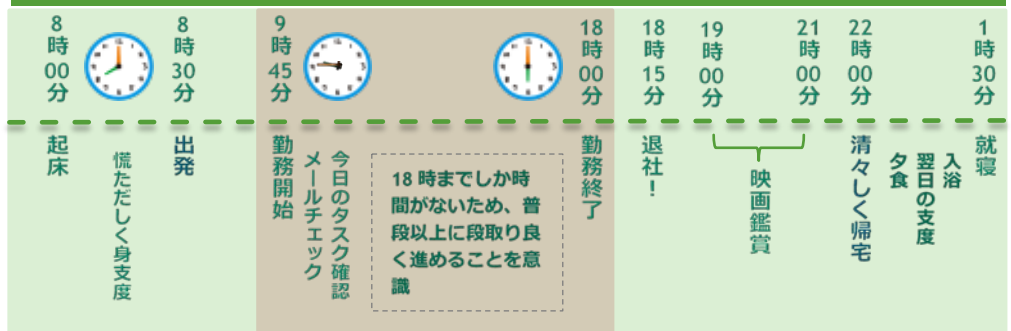 8時00分
起床
慌ただしく身支度
8時30分
出発
9時45分
勤務開始
メールチェック
今日のタスク確認
18時までしか時
間がないため、普
段以上に段取り良
く進めることを意
識
18時00分
勤務終了
18時15分
退社！
19時00分
映画鑑賞
21時00分
22時00分
清々しく帰宅
夕食
翌日の支度
入浴
1時30分
就寝